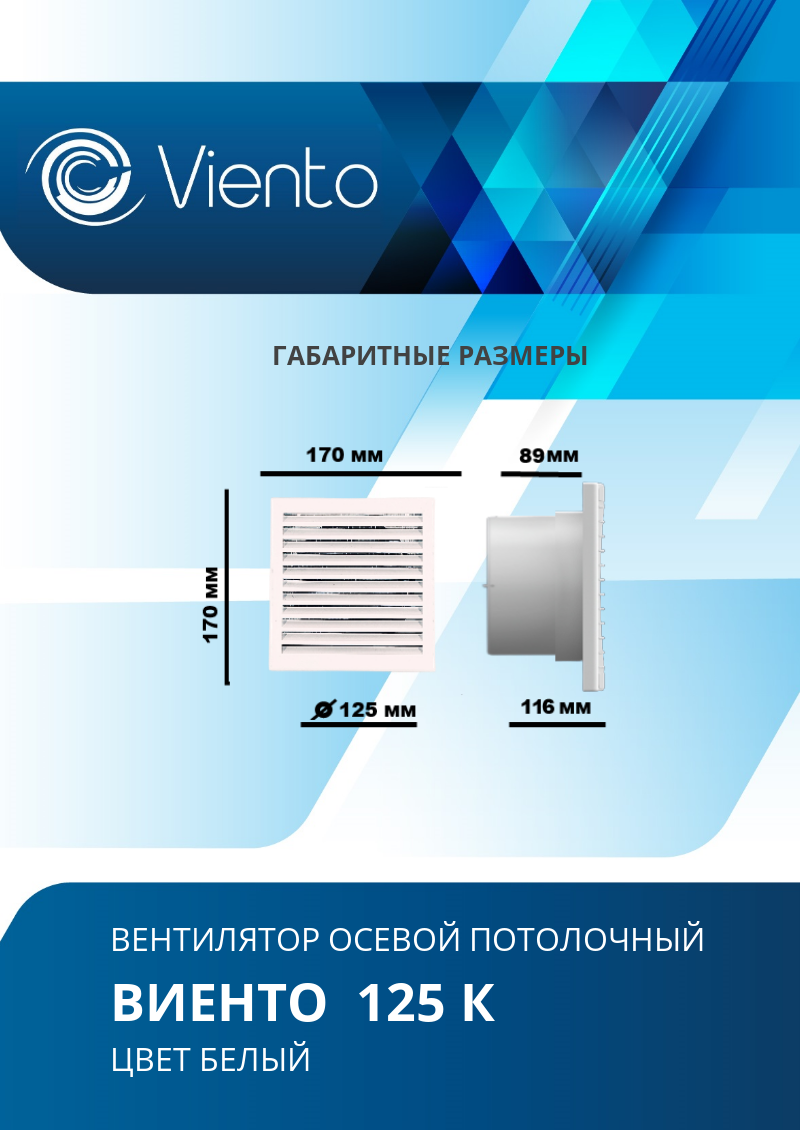 Viento
ГАБАРИТНЫЕ РАЗМЕРЫ
170 мм
89мм
170 мм
Ø 125 мм
116 мм
ВЕНТИЛЯТОР ОСЕВОЙ ПОТОЛОЧНЫЙ
ВИЕНТО 125 К
ЦВЕТ БЕЛЫЙ